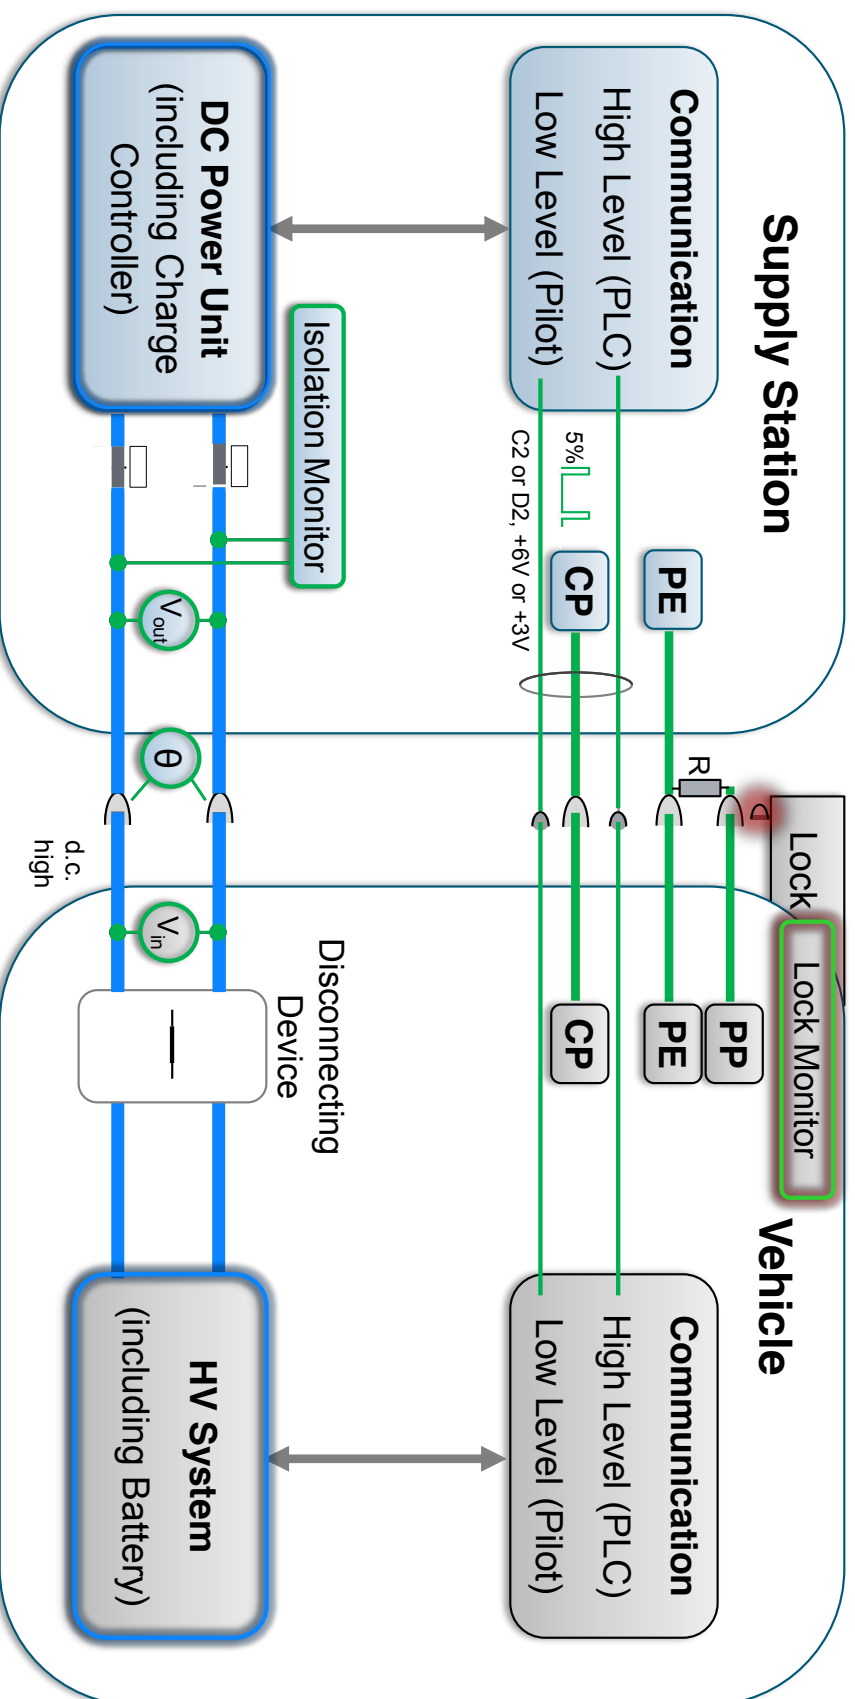 Supply Station
Communication
High Level (PLC)
Low Level (Pilot)
DC Power Unit
(including Charge
Controller)
Isolation Monitor
5%
C2 or D2, +6V or +3V
PE
CP
Vout
θ
R
Lock
Lock Monitor
d.c.
high
Vin
PP
PE
CP
Disconnecting
Device
Vehicle
Communication
High Level (PLC)
Low Level (Pilot)
HV System
(including Battery)